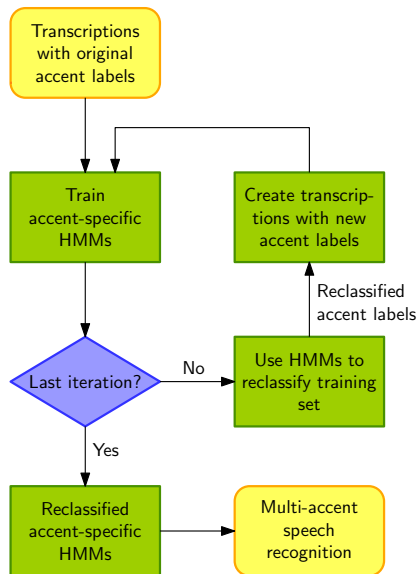 Transcriptions
with original
accent labels
Train
accent-specific
HMMs
Create transcrip-
tions with new
accent labels
Reclassified
accent labels
Last iteration?
No
Use HMMs to
reclassify training
set
Yes
Reclassified
accent-specific
HMMs
Multi-accent
speech
recognition